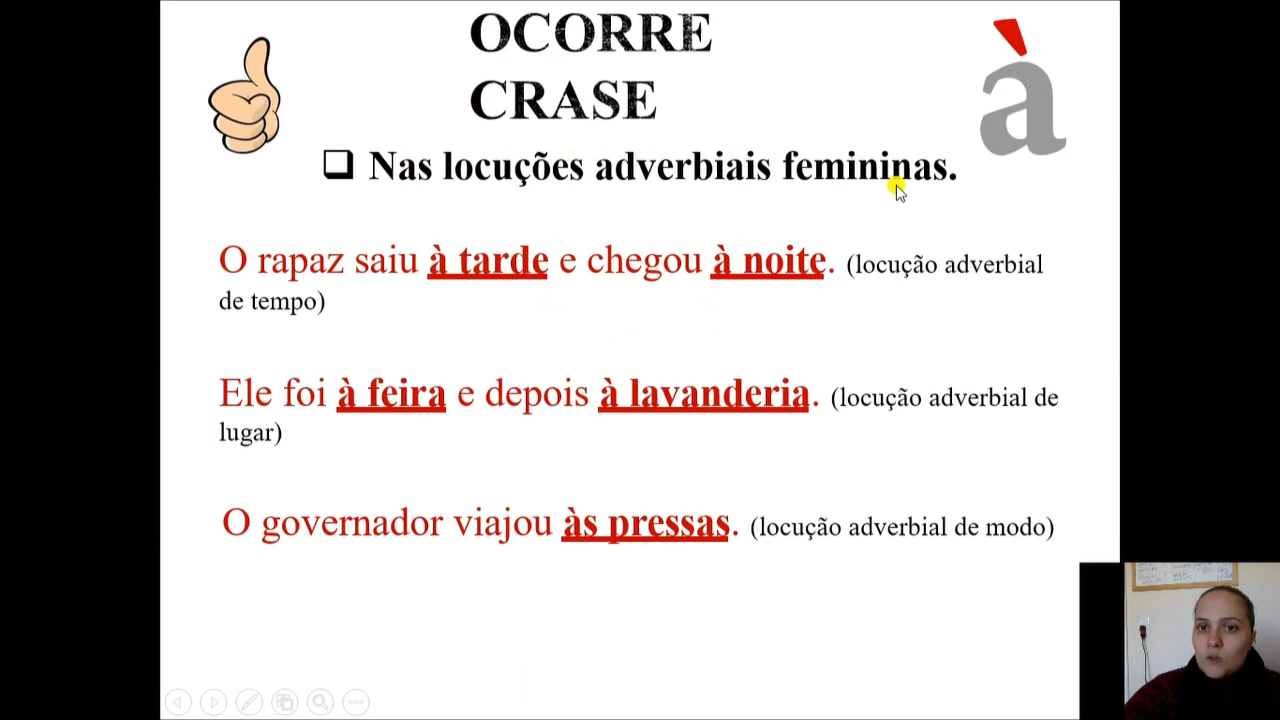 OCORRE
CRASE
à
❑ Nas locuções adverbiais femininas.
O rapaz saiu à tarde e chegou à noite. (locução adverbial
de tempo)
Ele foi à feira e depois à lavanderia. (locução adverbial de
lugar)
O governador viajou às pressas. (locução adverbial de modo)